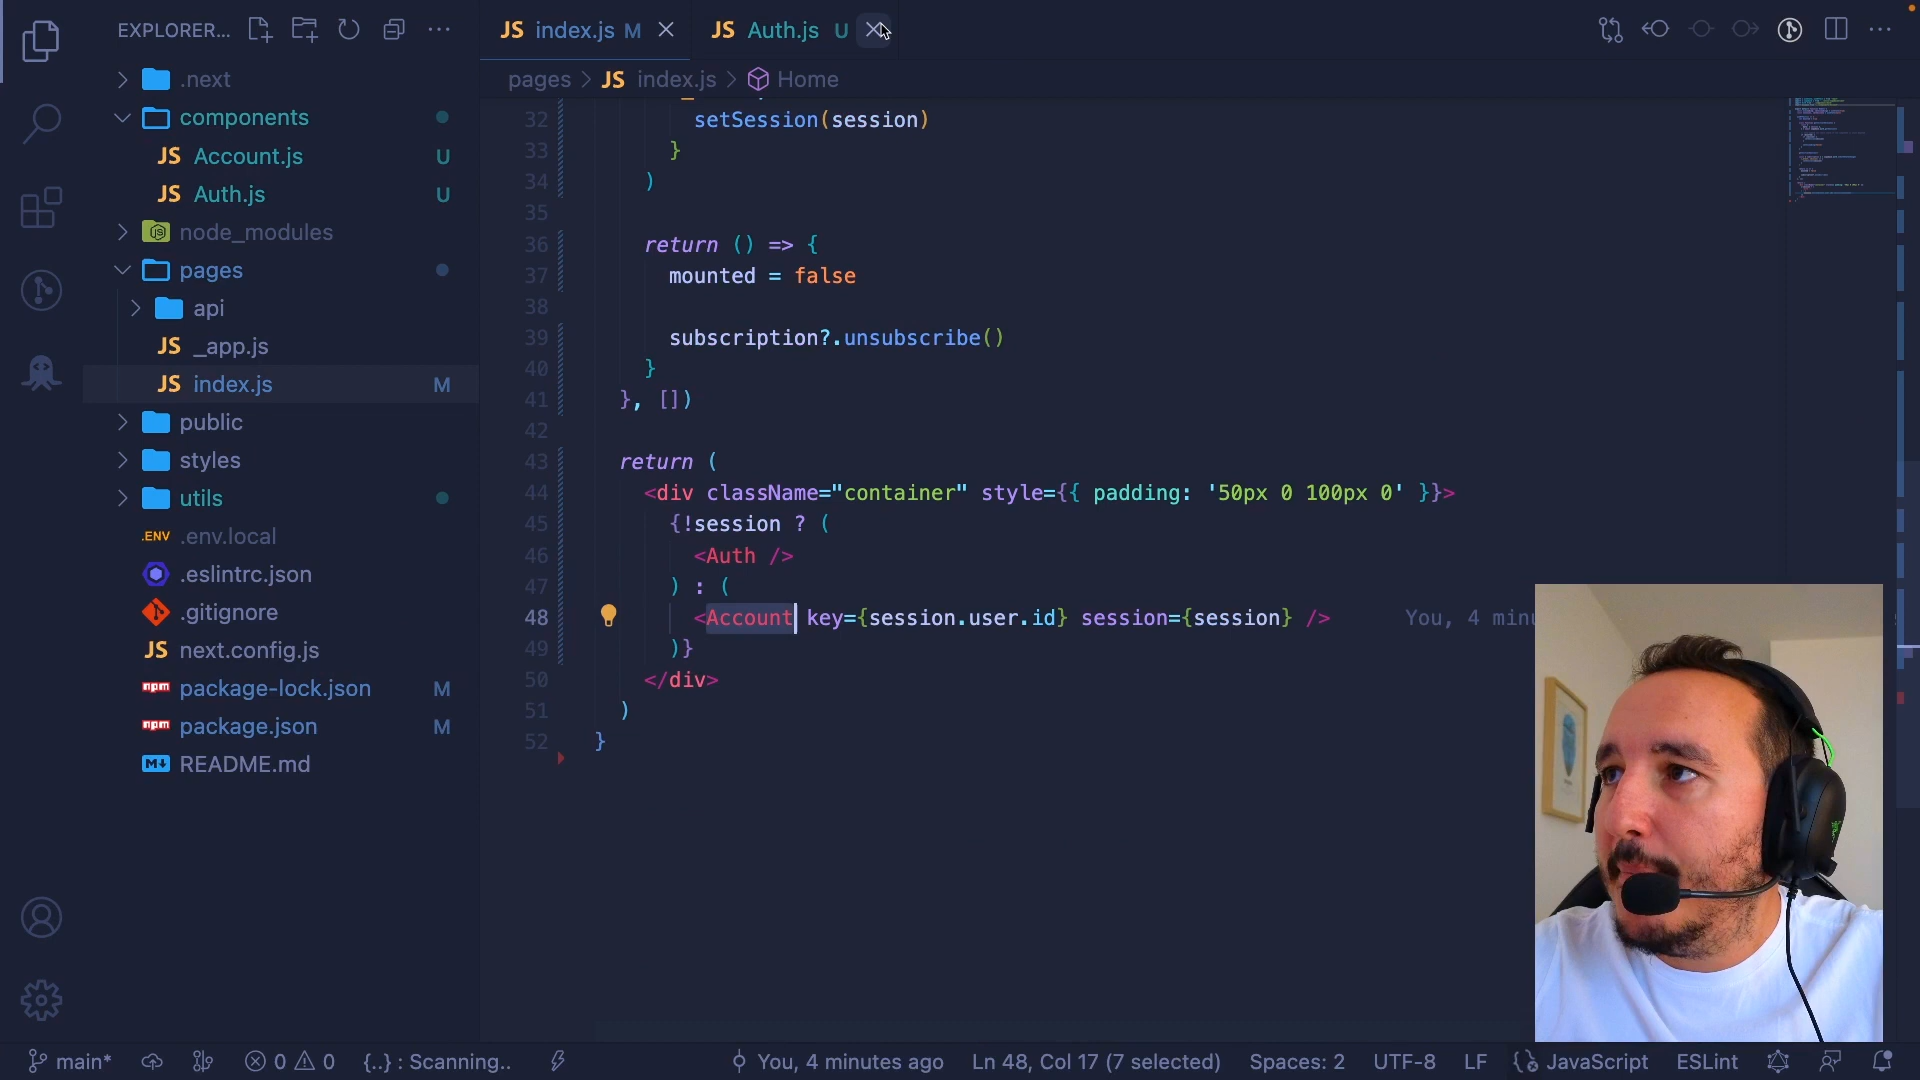 EXPLORER...
JS index.js M
JS Auth.js U
pages > JS index.js > Home
.next
components
JS Account.js U
JS Auth.js U
node_modules
pages
api
JS _app.js
JS index.js M
public
styles
utils
.ENV .env.local
.eslintrc.json
.gitignore
JS next.config.js
npm package-lock.json M
npm package.json M
M README.md
32 setSession(session)
33 }
34 )
35
36 return () => {
37 mounted = false
38
39 subscription?.unsubscribe()
40 }
41 }, [])
42
43 return (
44 <div className="container" style={{ padding: '50px 0 100px 0' }}>
45 {!session ? (
46 <Auth />
47 ) : (
48 <Account key={session.user.id} session={session} /> You, 4 minu
49 )}
50 </div>
51 )
52 }
main* 0 0 {..} : Scanning.. You, 4 minutes ago Ln 48, Col 17 (7 selected) Spaces: 2 UTF-8 LF JavaScript ESLint